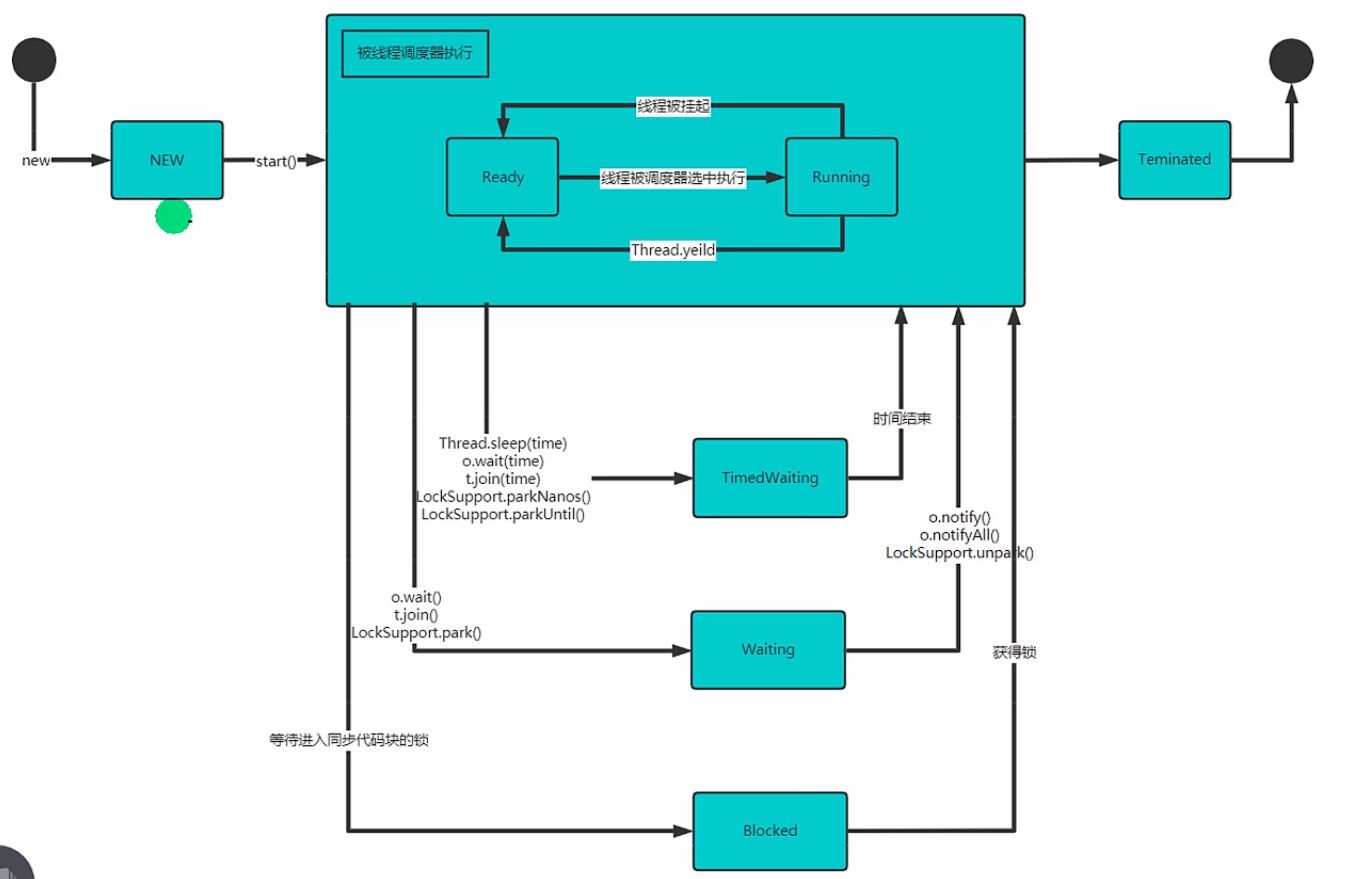 被线程调度器执行
线程被挂起
new
NEW
start()
Ready
线程被调度器选中执行
Running
Teminated
Thread.yeild
时间结束
Thread.sleep(time)
o.wait(time)
t.join(time)
LockSupport.parkNanos()
LockSupport.parkUntil()
TimedWaiting
o.notify()
o.notifyAll()
LockSupport.unpark()
o.wait()
t.join()
LockSupport.park()
Waiting
获得锁
等待进入同步代码块的锁
Blocked